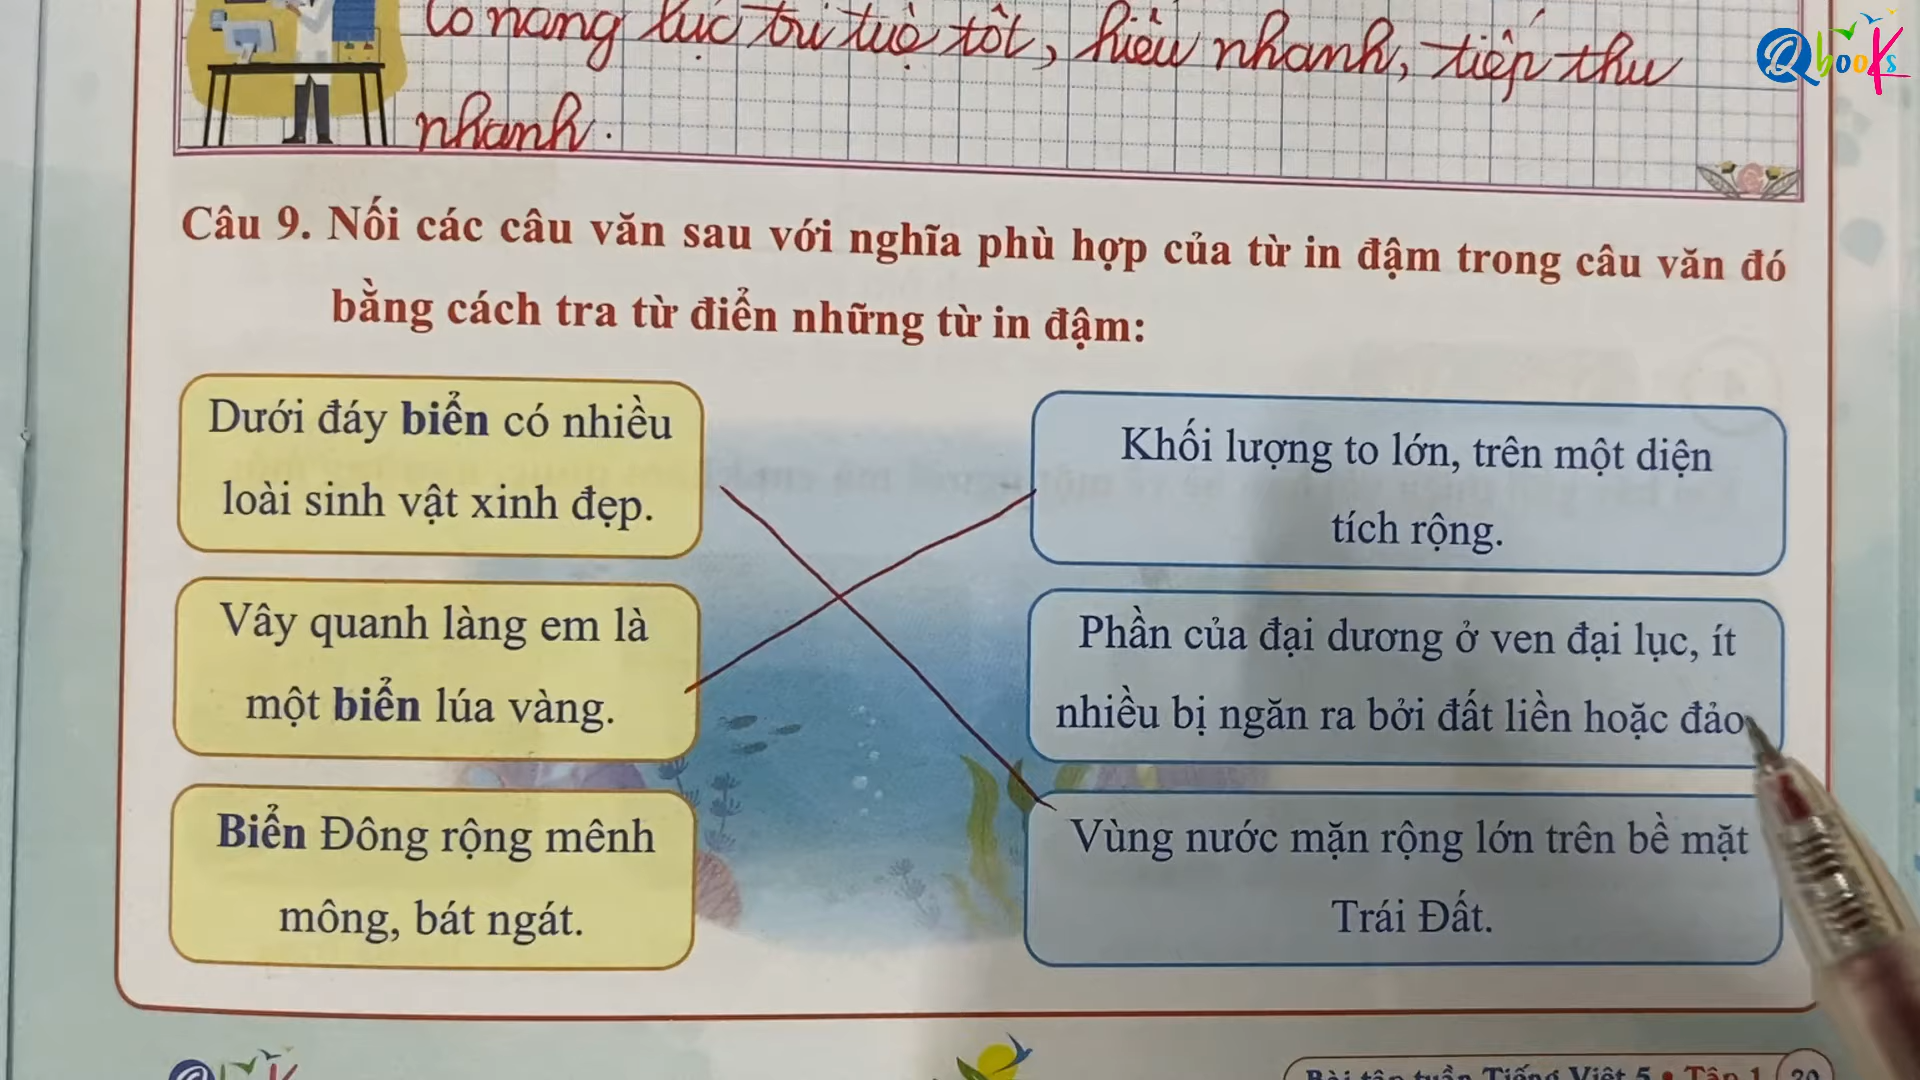 Có năng lực trí tuệ tốt, hiểu nhanh, tiếp thu
nhanh.
Qbooks
Câu 9. Nối các câu văn sau với nghĩa phù hợp của từ in đậm trong câu văn đó
bằng cách tra từ điển những từ in đậm:
Dưới đáy biển có nhiều
loài sinh vật xinh đẹp.
Vây quanh làng em là
một biển lúa vàng.
Biển Đông rộng mênh
mông, bát ngát.
Khối lượng to lớn, trên một diện
tích rộng.
Phần của đại dương ở ven đại lục, ít
nhiều bị ngăn ra bởi đất liền hoặc đảo
Vùng nước mặn rộng lớn trên bề mặt
Trái Đất.
Bài tập tuần Tiếng Việt 5 • Tập 1